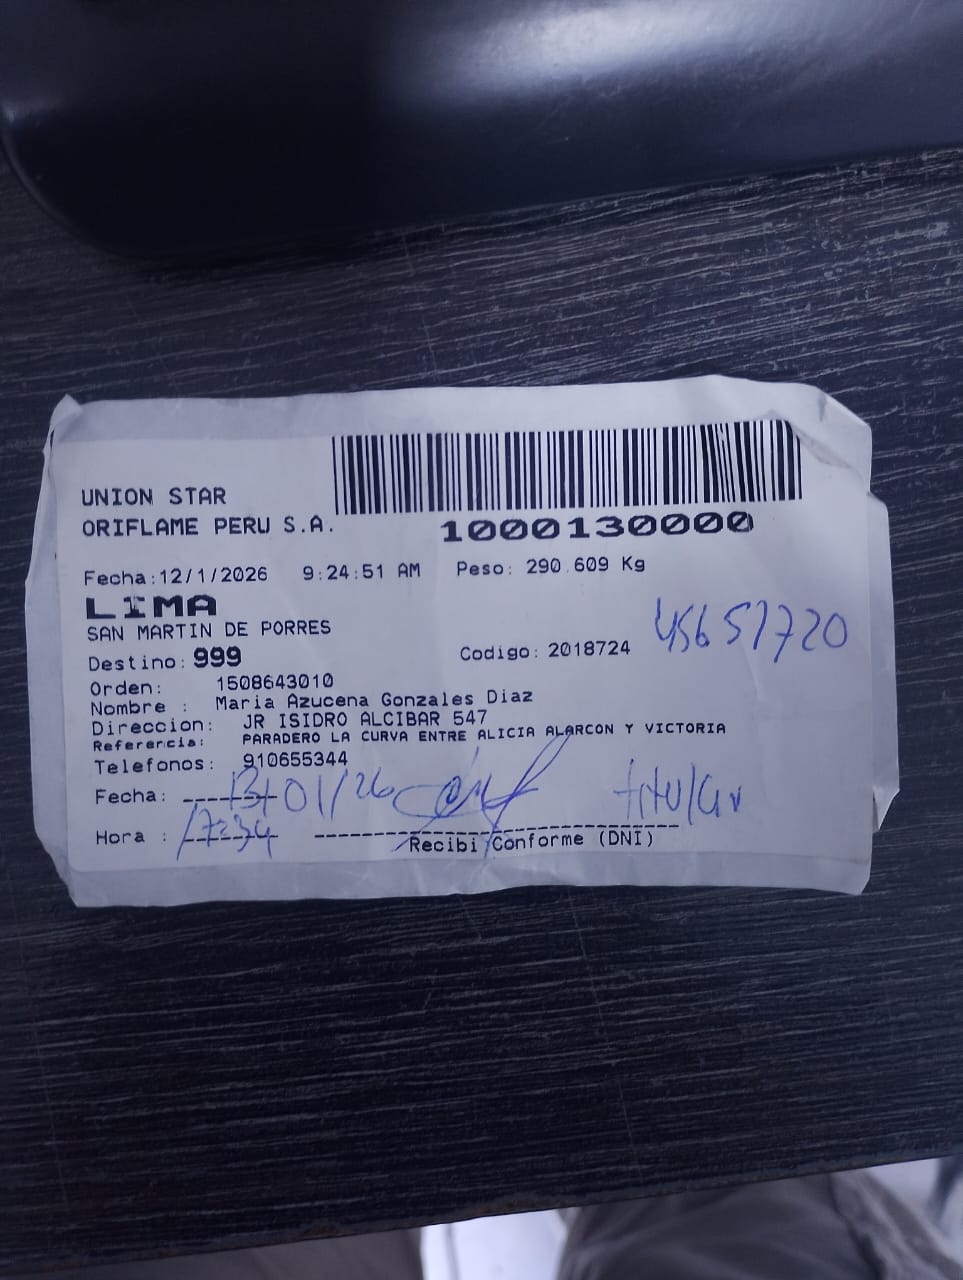 UNION STAR
ORIFLAME PERU S.A.
1000130000
Fecha:12/1/2026 9:24:51 AM Peso: 290.609 Kg
LIMA
SAN MARTIN DE PORRES
Destino: 999 Codigo: 2018724 45651720
Orden: 1508643010
Nombre : Maria Azucena Gonzales Diaz
Direccion: JR ISIDRO ALCIBAR 547
Referencia: PARADERO LA CURVA ENTRE ALICIA ALARCON Y VICTORIA
Telefonos: 910655344
Fecha: 13/01/26
Hora : 17:34
Recibi Conforme (DNI)